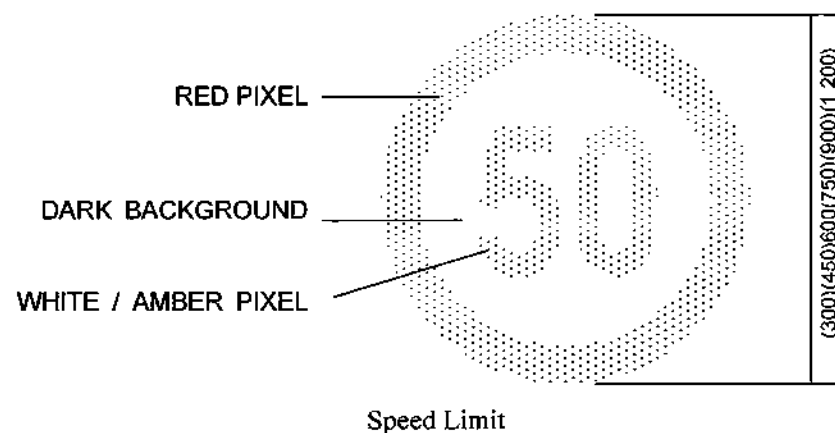 RED PIXEL
50
DARK BACKGROUND
WHITE / AMBER PIXEL
(300)(450)600(750)(900)(1 200)
Speed Limit